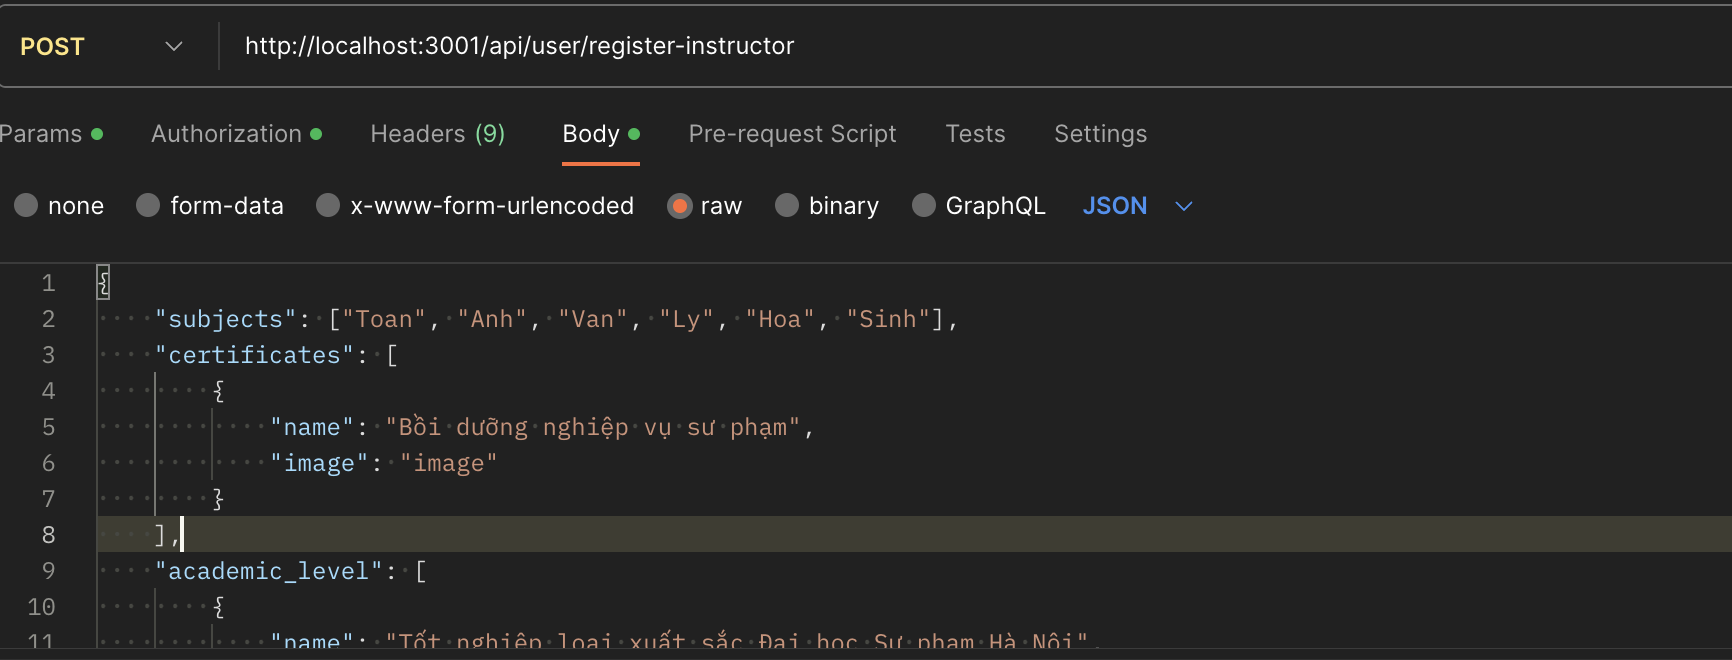 POST http://localhost:3001/api/user/register-instructor
Params Authorization Headers (9) Body Pre-request Script Tests Settings
none form-data x-www-form-urlencoded raw binary GraphQL JSON
1 {
2 "subjects": ["Toan", "Anh", "Van", "Ly", "Hoa", "Sinh"],
3 "certificates": [
4 {
5 "name": "Bồi dưỡng nghiệp vụ sư phạm",
6 "image": "image"
7 }
8 ],
9 "academic_level": [
10 {
11 "name": "Tốt nghiệp loại xuất sắc Đại học Sư phạm Hà Nội",